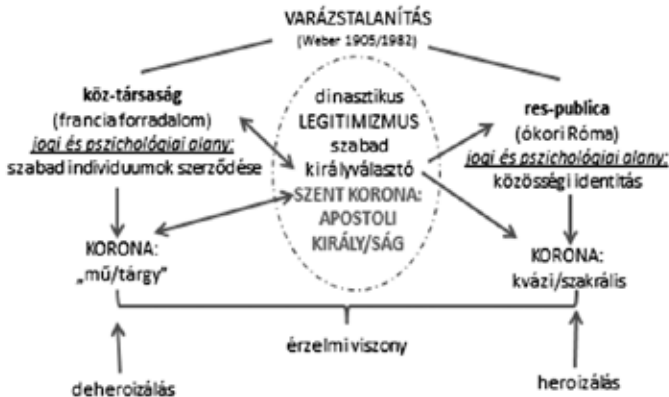 VARÁZSTALANÍTÁS
(Weber 1905/1982)
köz-társaság
(francia forradalom)
jogi és pszichológiai alany:
szabad individuumok szerződése
dinasztikus
LEGITIMIZMUS
szabad
királyválasztó
SZENT KORONA:
APOSTOLI
KIRÁLY/SÁG
res-publica
(ókori Róma)
jogi és pszichológiai alany:
közösségi identitás
KORONA:
„mű/tárgy”
KORONA:
kvázi/szakrális
érzelmi viszony
deheroizálás
heroizálás